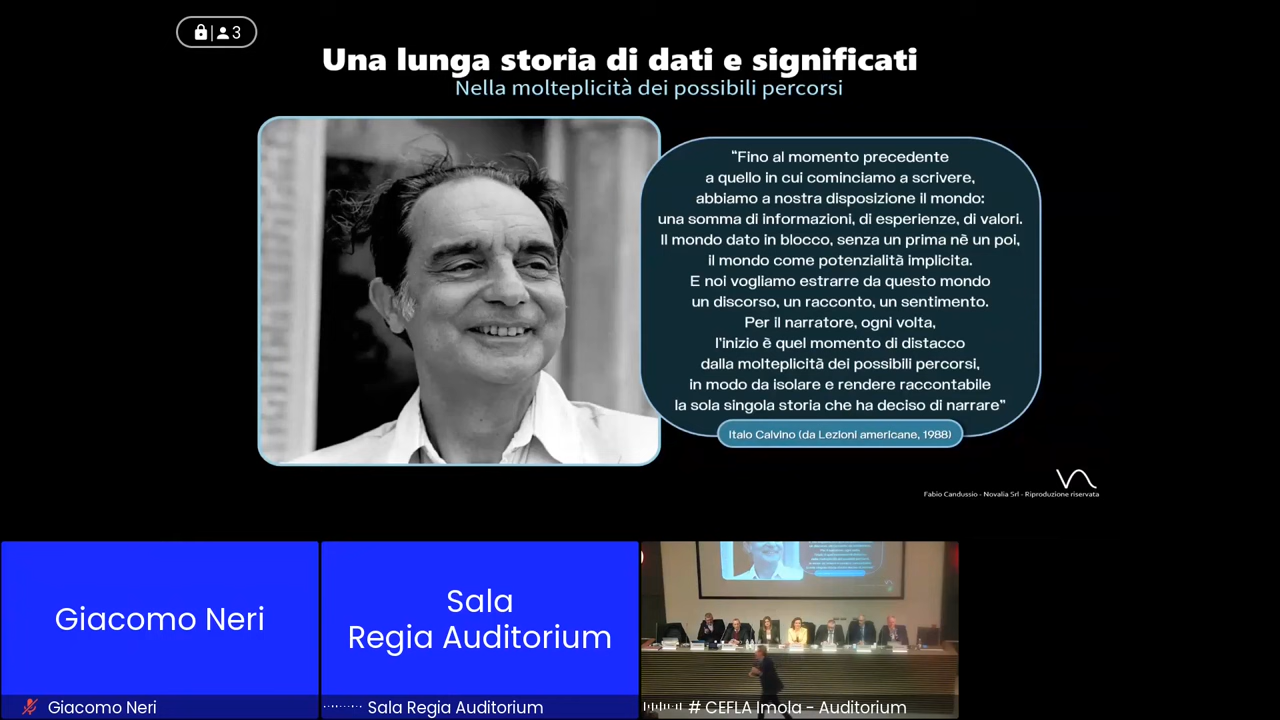 3
Una lunga storia di dati e significati
Nella molteplicità dei possibili percorsi
“Fino al momento precedente
a quello in cui cominciamo a scrivere,
abbiamo a nostra disposizione il mondo:
una somma di informazioni, di esperienze, di valori.
Il mondo dato in blocco, senza un prima nè un poi,
il mondo come potenzialità implicita.
E noi vogliamo estrarre da questo mondo
un discorso, un racconto, un sentimento.
Per il narratore, ogni volta,
l'inizio è quel momento di distacco
dalla molteplicità dei possibili percorsi,
in modo da isolare e rendere raccontabile
la sola singola storia che ha deciso di narrare”
Italo Calvino (da Lezioni americane, 1988)
Fabio Candussio - Novalia Srl - Riproduzione riservata
Giacomo Neri
Sala
Regia Auditorium
Giacomo Neri
Sala Regia Auditorium
# CEFLA Imola - Auditorium